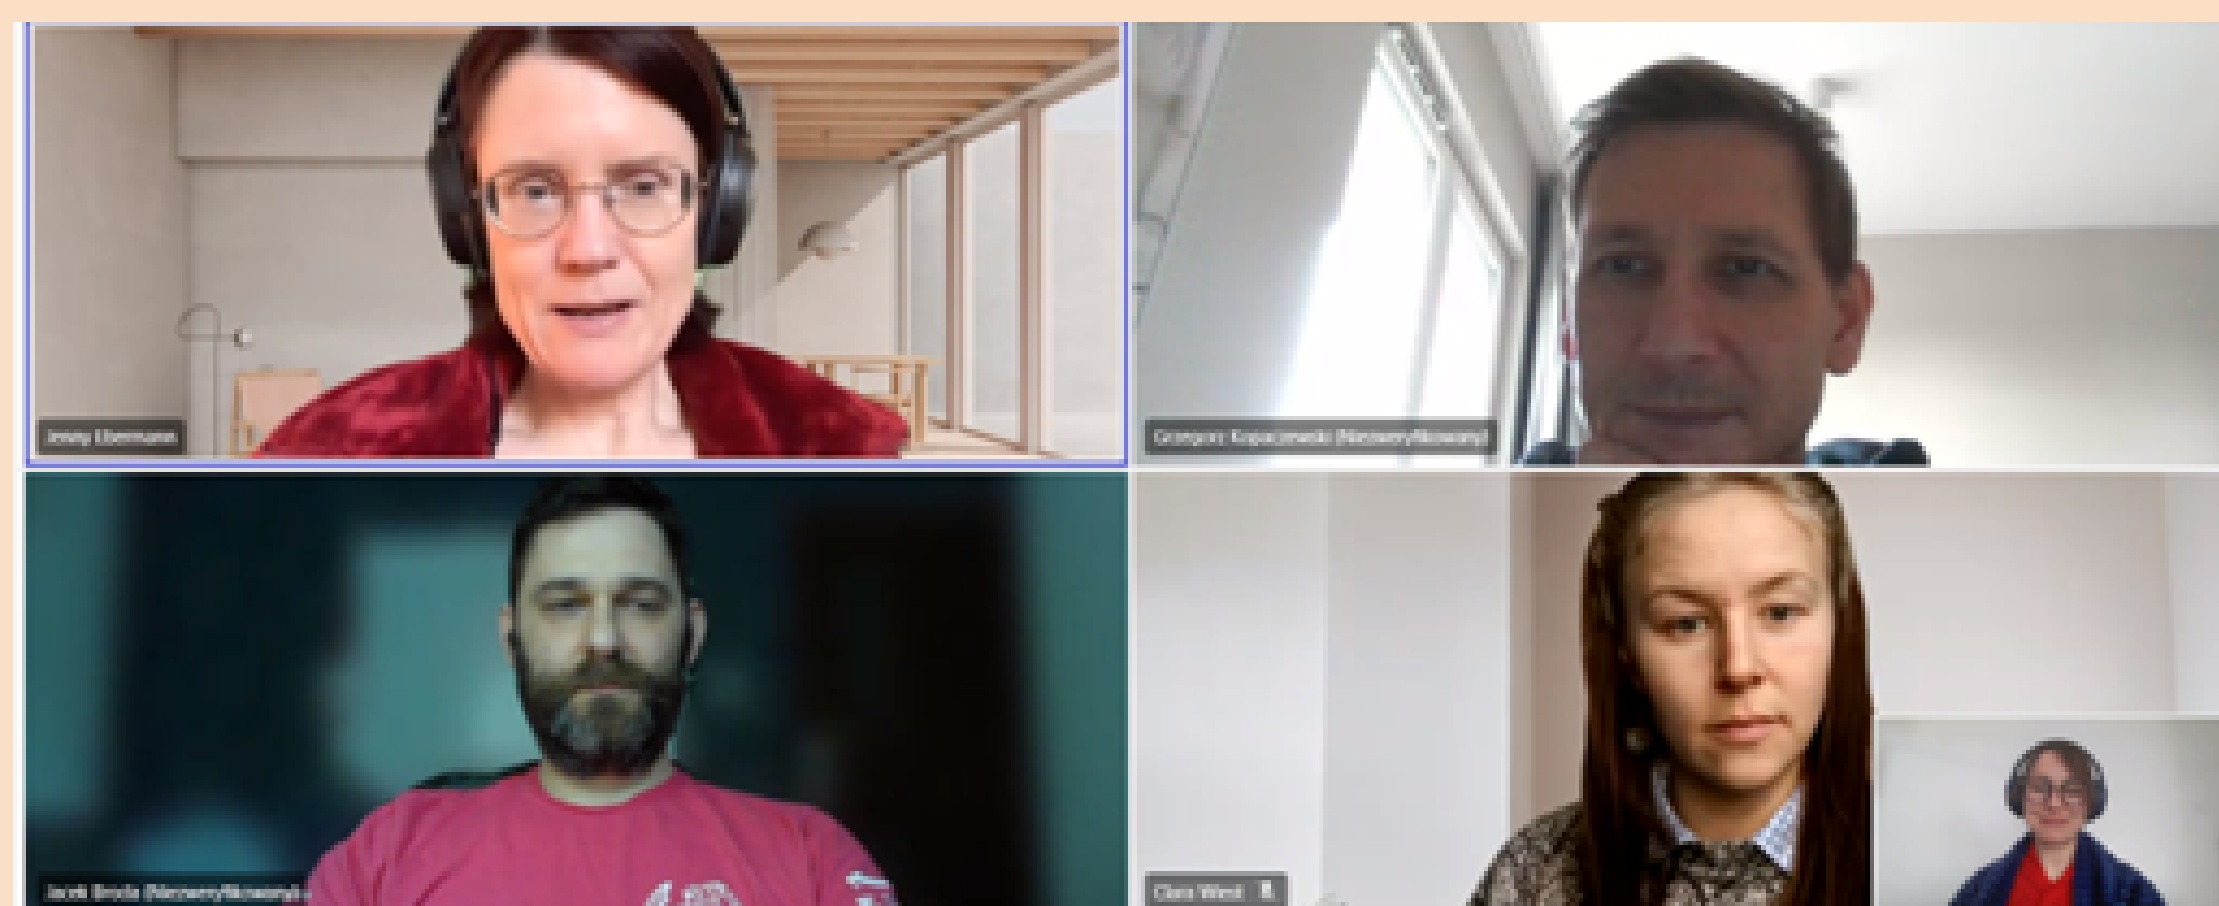 Jenny Ebermann
Grzegorz Kopaczewski (Niezweryfikowany)
Jacek Broda (Niezweryfikowany)
Clara West